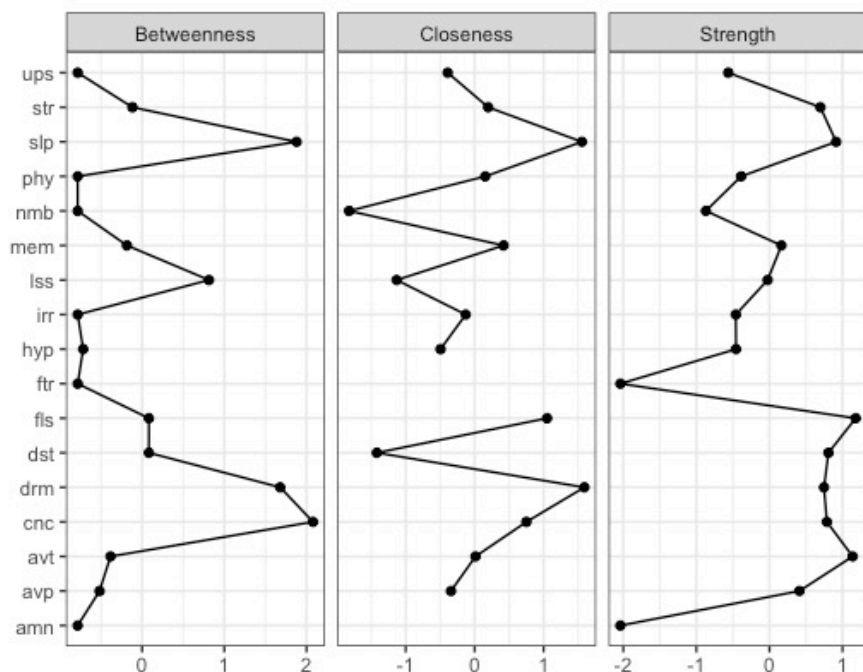 Betweenness Closeness Strength
ups
str
slp
phy
nmb
mem
lss
irr
hyp
ftr
fls
dst
drm
cnc
avt
avp
amn
0 1 2 -1 0 1 -2 -1 0 1